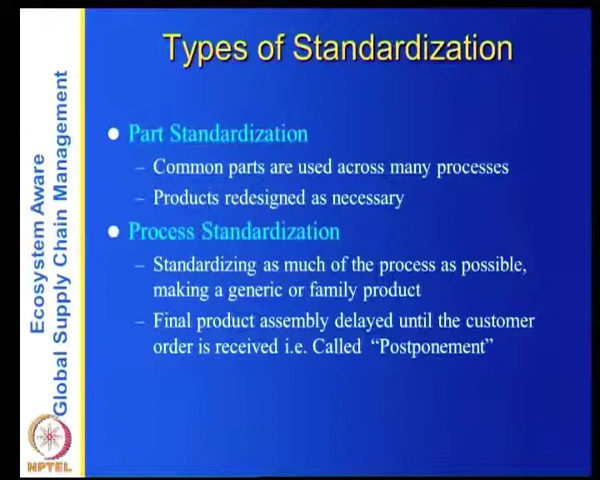 Types of Standardization
Part Standardization
– Common parts are used across many processes
– Products redesigned as necessary
Process Standardization
– Standardizing as much of the process as possible,
making a generic or family product
– Final product assembly delayed until the customer
order is received i.e. Called “Postponement”
Ecosystem Aware
Global Supply Chain Management
NPTEL